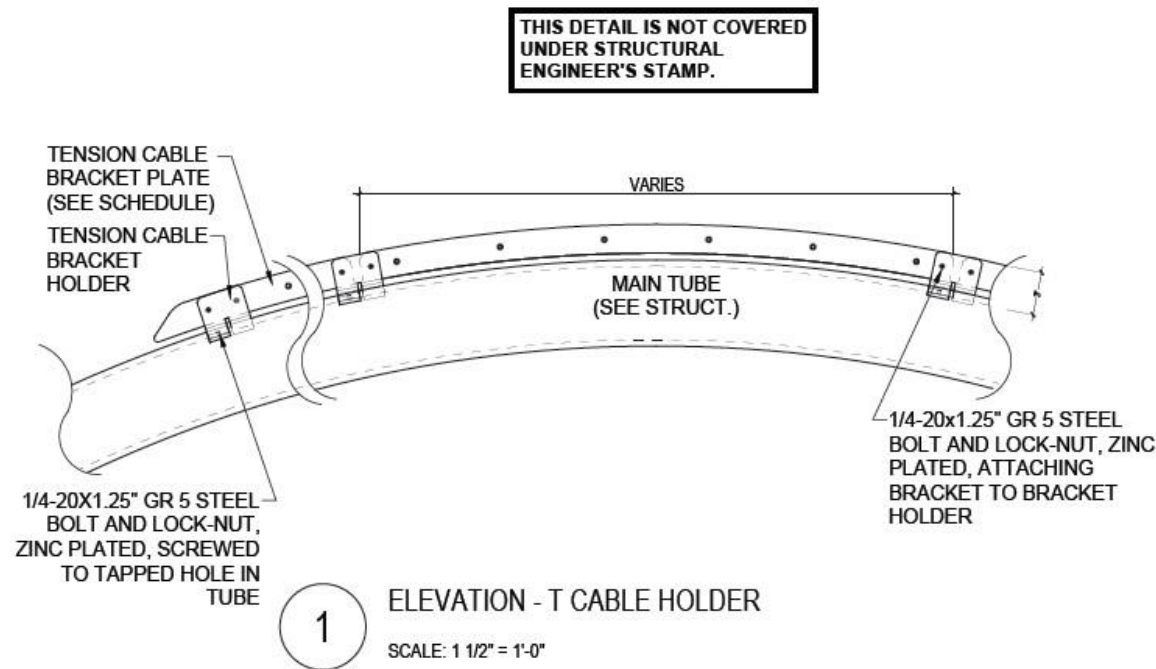 THIS DETAIL IS NOT COVERED
UNDER STRUCTURAL
ENGINEER'S STAMP.
TENSION CABLE
BRACKET PLATE
(SEE SCHEDULE)
TENSION CABLE
BRACKET
HOLDER
VARIES
MAIN TUBE
(SEE STRUCT.)
1/4-20x1.25" GR 5 STEEL
BOLT AND LOCK-NUT, ZINC
PLATED, ATTACHING
BRACKET TO BRACKET
HOLDER
1/4-20X1.25" GR 5 STEEL
BOLT AND LOCK-NUT,
ZINC PLATED, SCREWED
TO TAPPED HOLE IN
TUBE
1
ELEVATION - T CABLE HOLDER
SCALE: 1 1/2" = 1'-0"